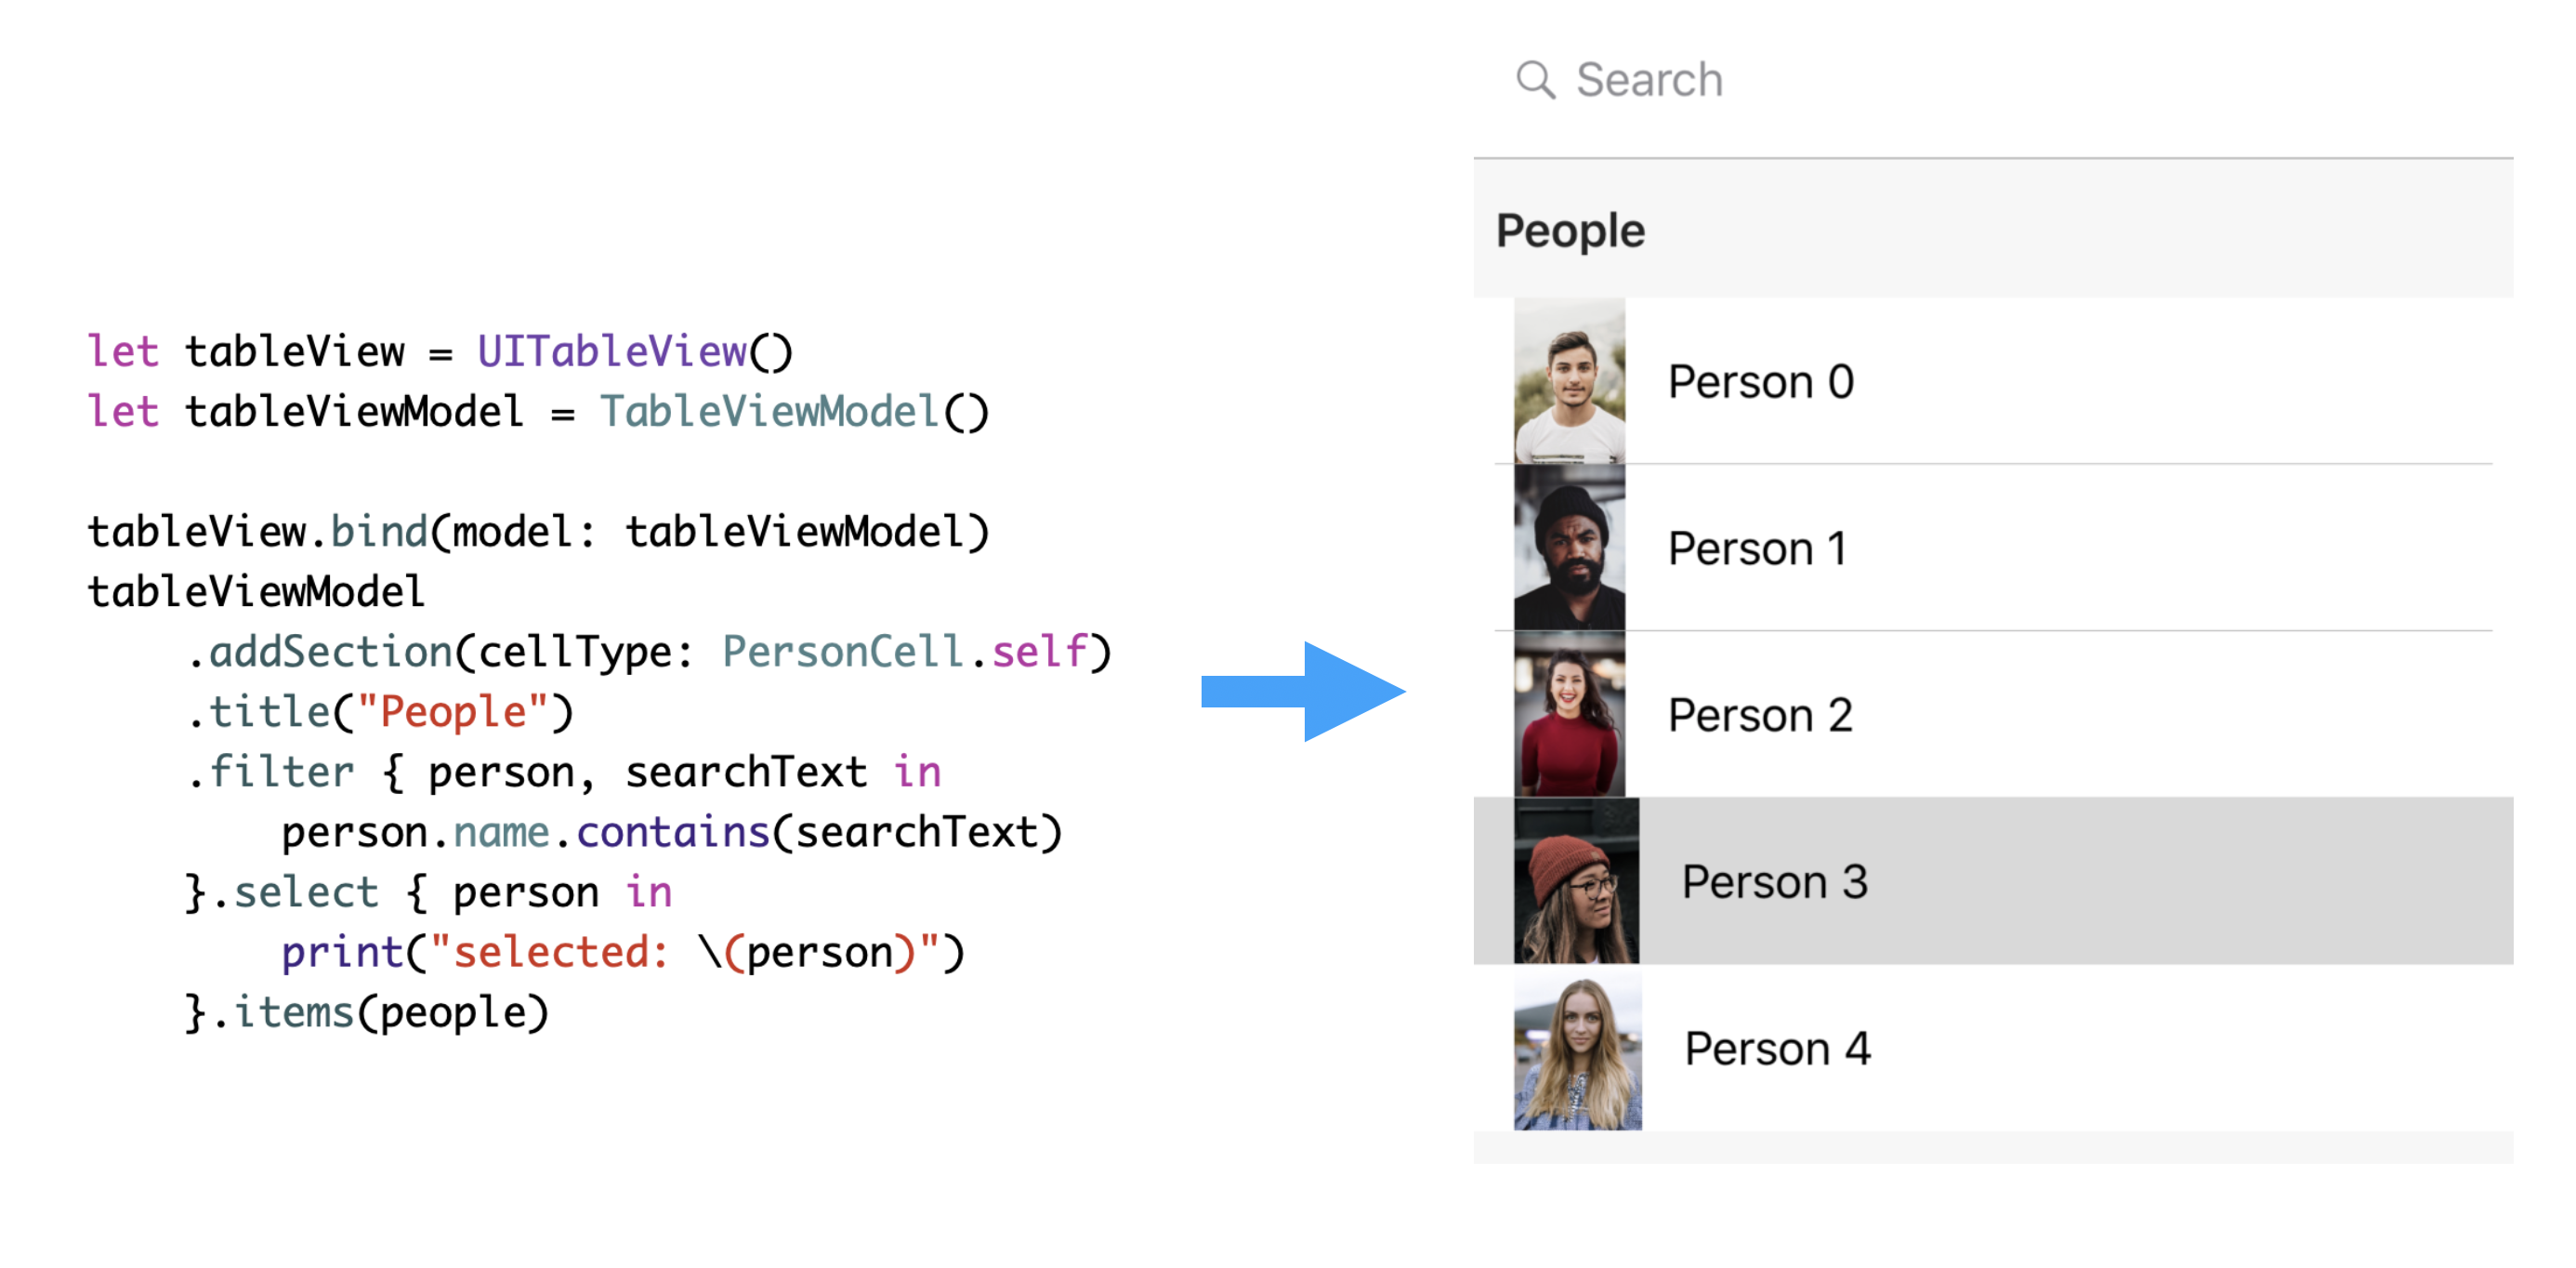 let tableView = UITableView()
let tableViewModel = TableViewModel()
tableView.bind(model: tableViewModel)
tableViewModel
.addSection(cellType: PersonCell.self)
.title("People")
.filter { person, searchText in
person.name.contains(searchText)
}.select { person in
print("selected: \(person)")
}.items(people)
Search
People
Person 0
Person 1
Person 2
Person 3
Person 4